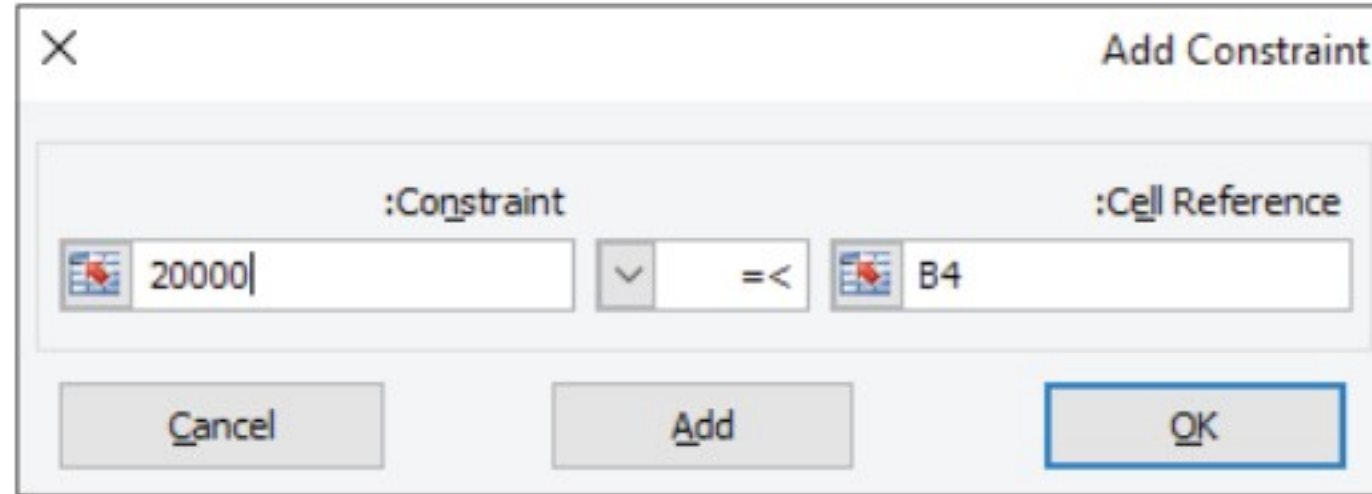 Add Constraint
:Cell Reference
:Constraint
B4
=<
20000
OK
Add
Cancel